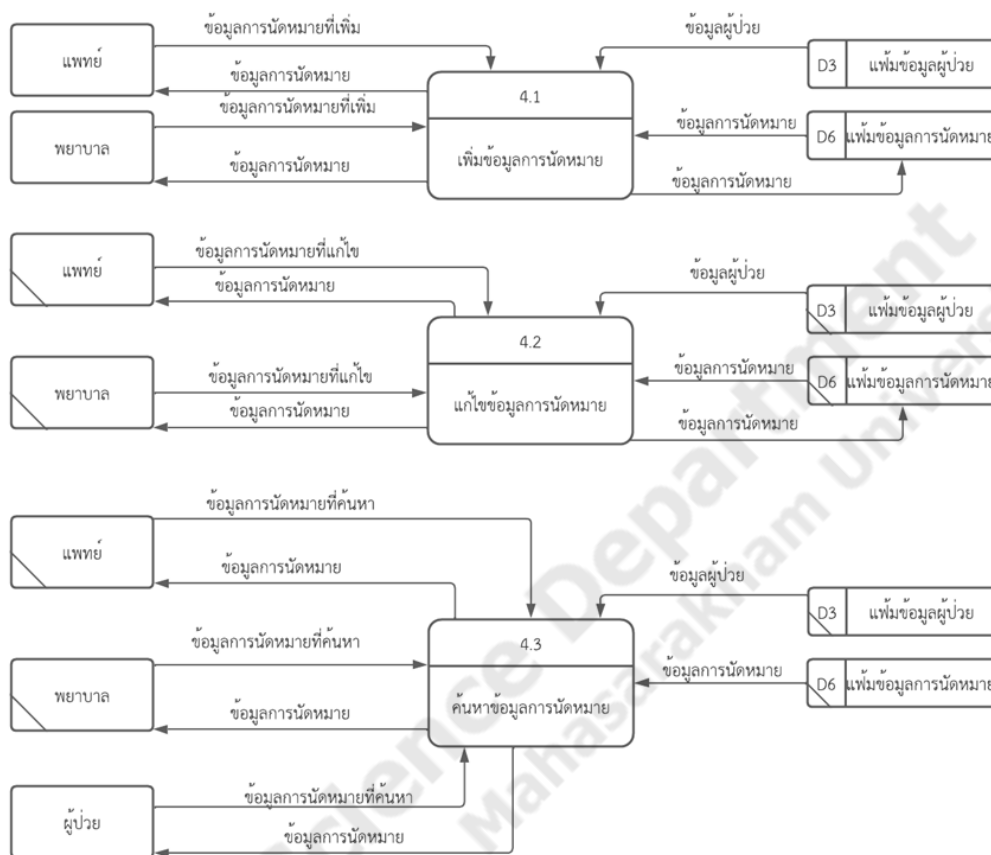 ข้อมูลการนัดหมายที่เพิ่ม
ข้อมูลผู้ป่วย
แพทย์
D3 แฟ้มข้อมูลผู้ป่วย
ข้อมูลการนัดหมาย
4.1
ข้อมูลการนัดหมายที่เพิ่ม
ข้อมูลการนัดหมาย
D6 แฟ้มข้อมูลการนัดหมาย
พยาบาล
เพิ่มข้อมูลการนัดหมาย
ข้อมูลการนัดหมาย
ข้อมูลการนัดหมาย
ข้อมูลการนัดหมายที่แก้ไข
แพทย์
ข้อมูลผู้ป่วย
ข้อมูลการนัดหมาย
D3 แฟ้มข้อมูลผู้ป่วย
4.2
ข้อมูลการนัดหมาย
ข้อมูลการนัดหมายที่แก้ไข
D6 แฟ้มข้อมูลการนัดหมาย
พยาบาล
แก้ไขข้อมูลการนัดหมาย
ข้อมูลการนัดหมาย
ข้อมูลการนัดหมาย
ข้อมูลการนัดหมายที่ค้นหา
แพทย์
ข้อมูลการนัดหมาย
ข้อมูลผู้ป่วย
D3 แฟ้มข้อมูลผู้ป่วย
ข้อมูลการนัดหมายที่ค้นหา
4.3
ข้อมูลการนัดหมาย
D6 แฟ้มข้อมูลการนัดหมาย
พยาบาล
ค้นหาข้อมูลการนัดหมาย
ข้อมูลการนัดหมาย
ข้อมูลการนัดหมายที่ค้นหา
ผู้ป่วย
ข้อมูลการนัดหมาย
Science Department
Mahasarakham